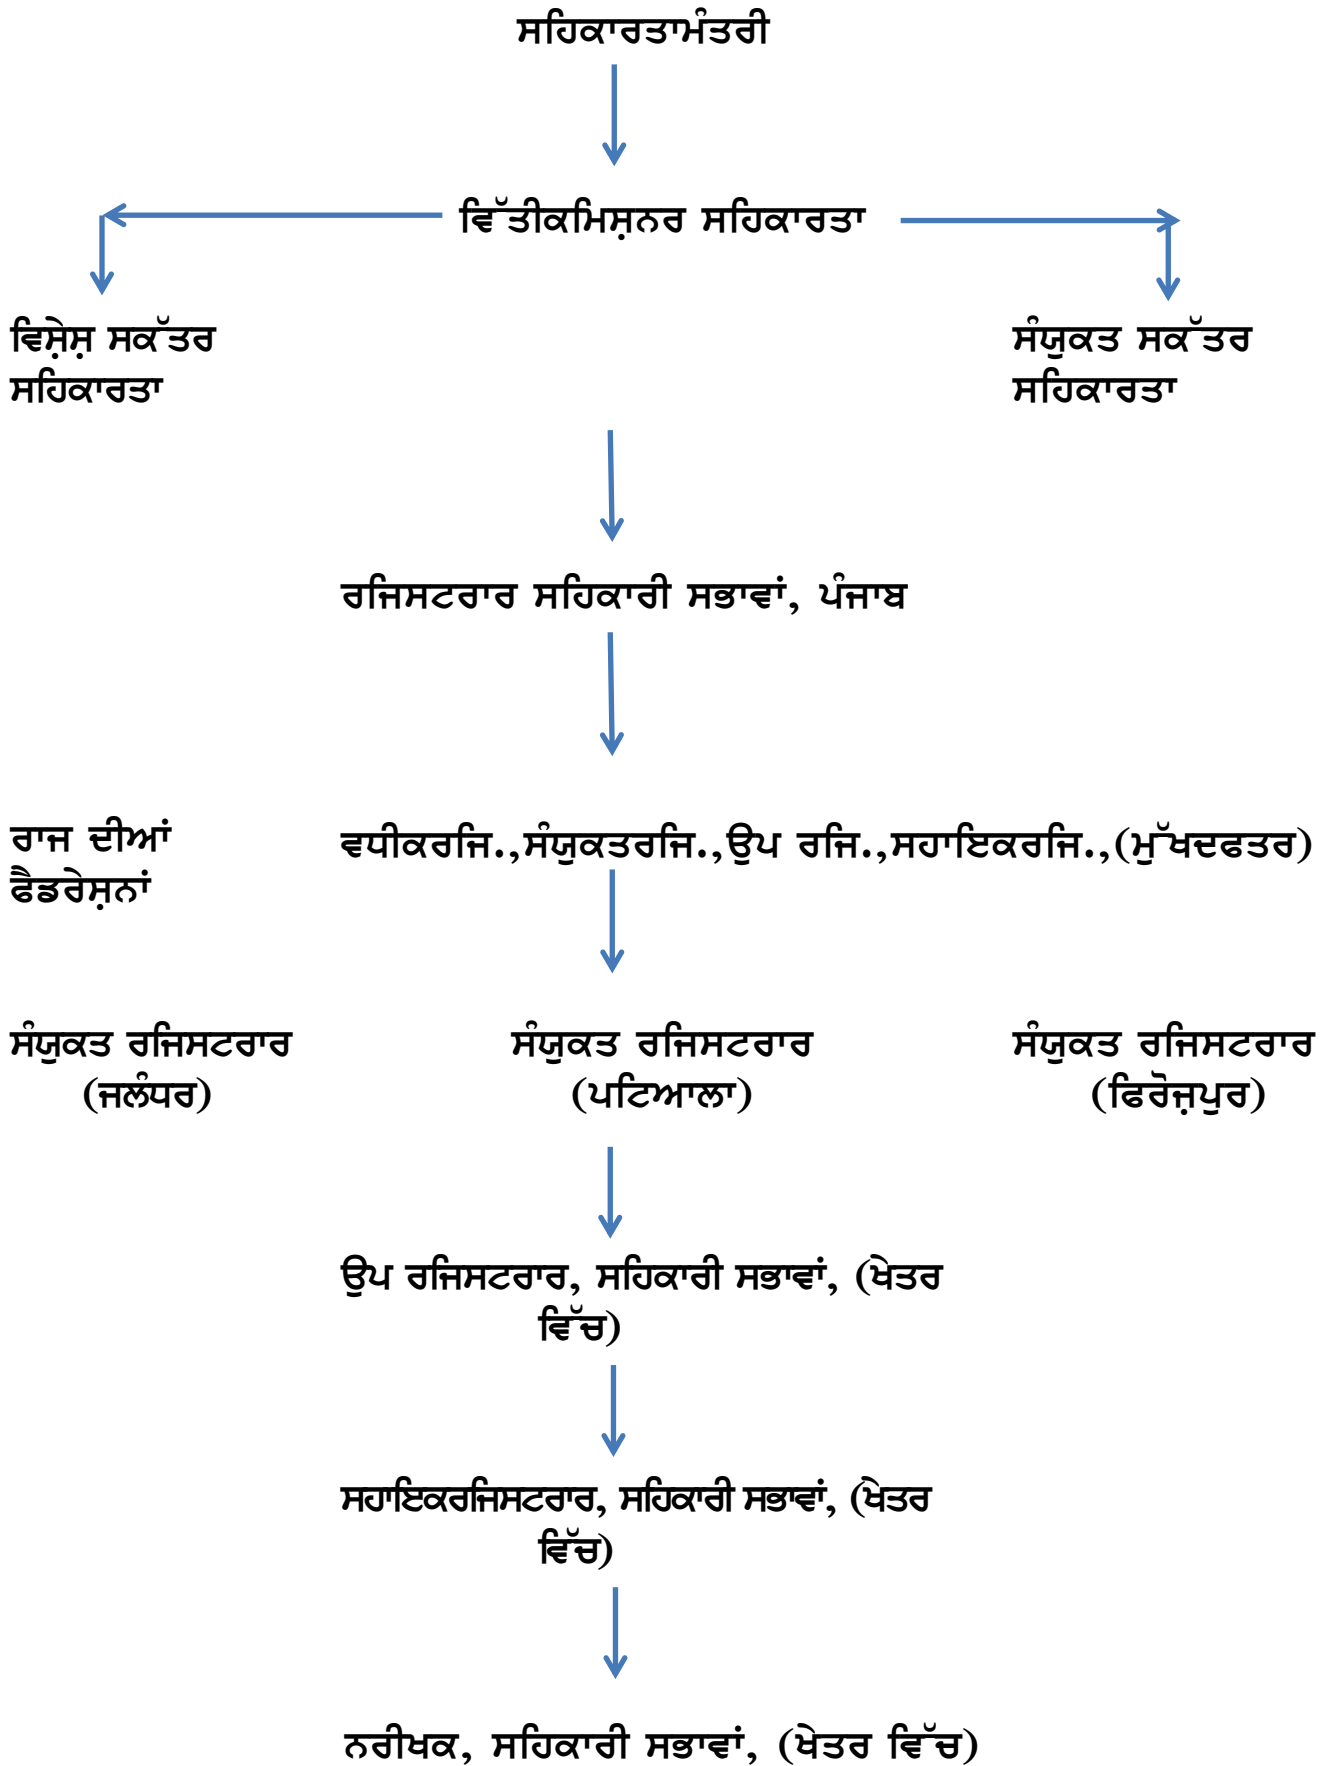 ਸਹਿਕਾਰਤਾਮੰਤਰੀ
ਵਿੱਤੀਕਮਿਸ਼ਨਰ ਸਹਿਕਾਰਤਾ
ਵਿਸ਼ੇਸ਼ ਸਕੱਤਰ
ਸਹਿਕਾਰਤਾ
ਸੰਯੁਕਤ ਸਕੱਤਰ
ਸਹਿਕਾਰਤਾ
ਰਜਿਸਟਰਾਰ ਸਹਿਕਾਰੀ ਸਭਾਵਾਂ, ਪੰਜਾਬ
ਰਾਜ ਦੀਆਂ
ਫੈਡਰੇਸ਼ਨਾਂ
ਵਧੀਕਰਜਿ.,ਸੰਯੁਕਤਰਜਿ.,ਉਪ ਰਜਿ.,ਸਹਾਇਕਰਜਿ.,(ਮੁੱਖਦਫਤਰ)
ਸੰਯੁਕਤ ਰਜਿਸਟਰਾਰ
(ਜਲੰਧਰ)
ਸੰਯੁਕਤ ਰਜਿਸਟਰਾਰ
(ਪਟਿਆਲਾ)
ਸੰਯੁਕਤ ਰਜਿਸਟਰਾਰ
(ਫਿਰੋਜ਼ਪੁਰ)
ਉਪ ਰਜਿਸਟਰਾਰ, ਸਹਿਕਾਰੀ ਸਭਾਵਾਂ, (ਖੇਤਰ
ਵਿੱਚ)
ਸਹਾਇਕਰਜਿਸਟਰਾਰ, ਸਹਿਕਾਰੀ ਸਭਾਵਾਂ, (ਖੇਤਰ
ਵਿੱਚ)
ਨਰੀਖਕ, ਸਹਿਕਾਰੀ ਸਭਾਵਾਂ, (ਖੇਤਰ ਵਿੱਚ)